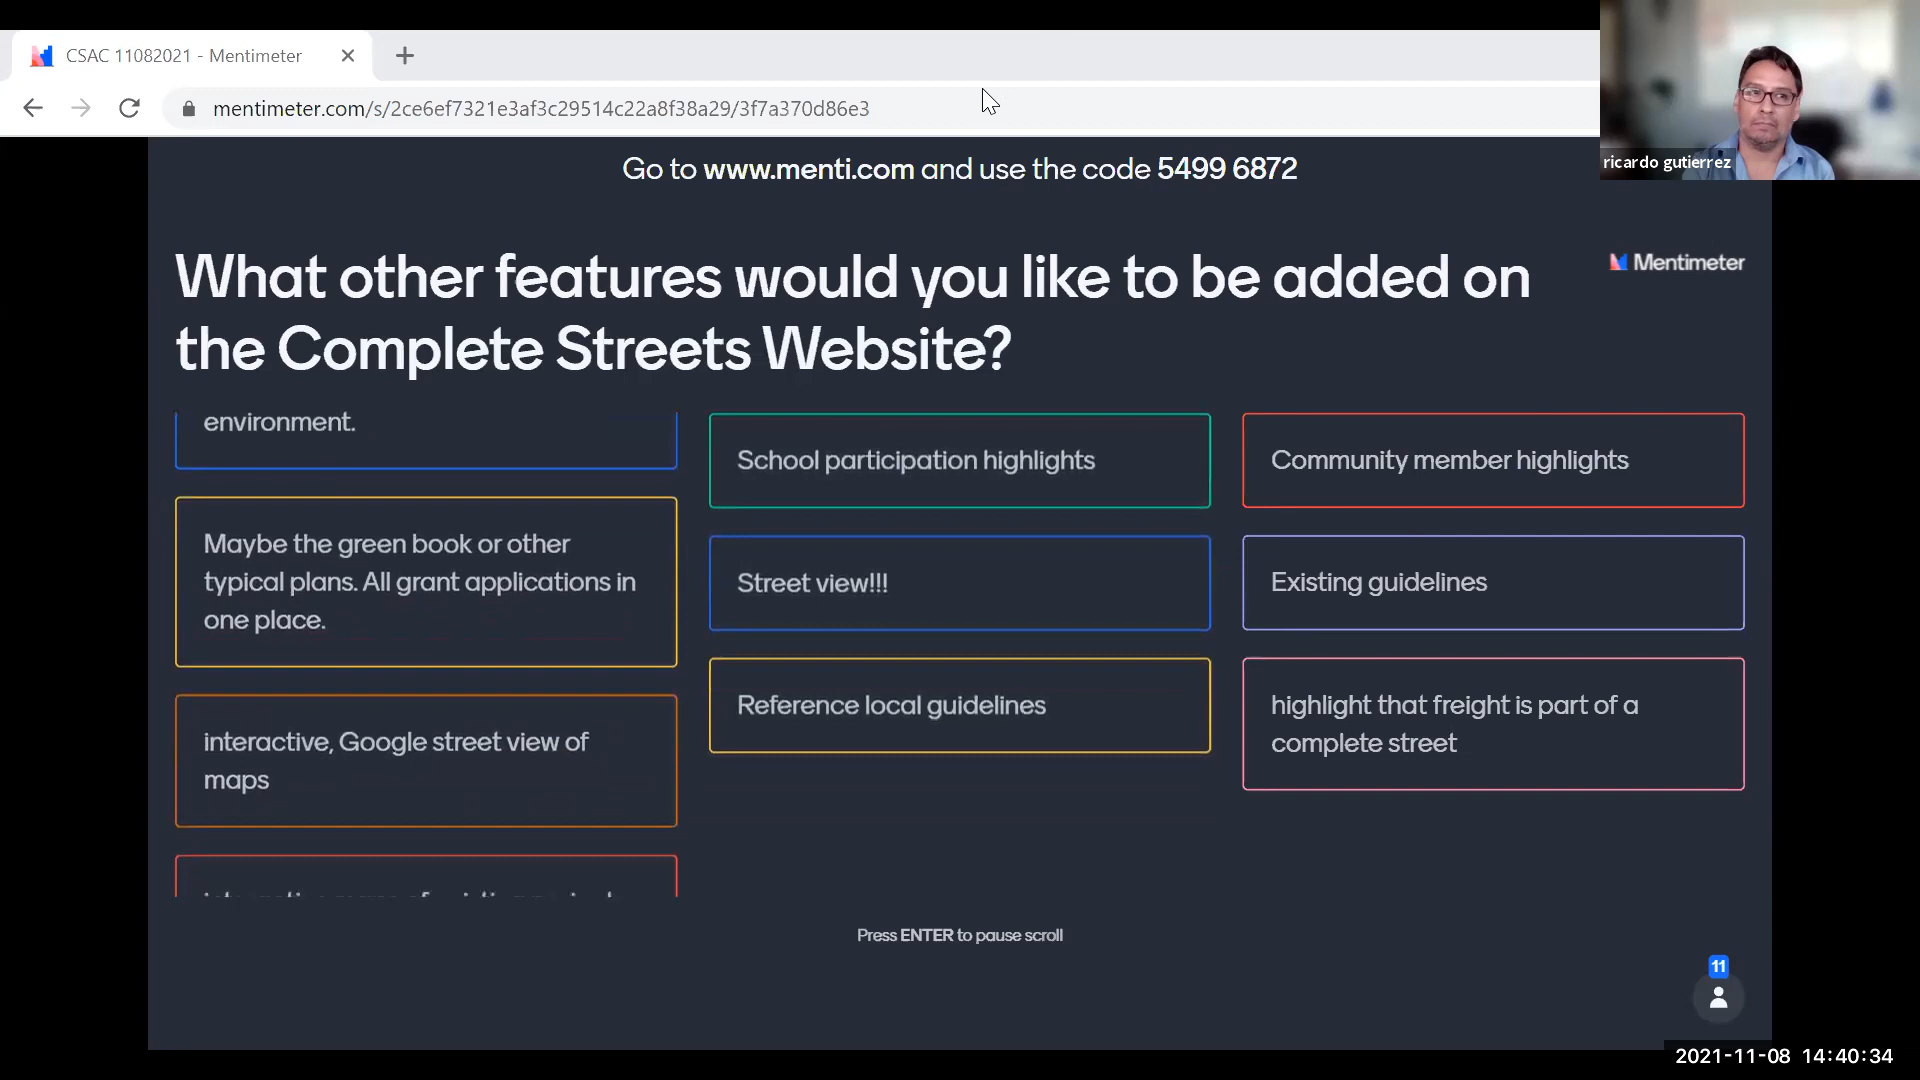 CSAC 11082021 - Mentimeter
mentimeter.com/s/2ce6ef7321e3af3c29514c22a8f38a29/3f7a370d86e3
ricardo gutierrez
Go to www.menti.com and use the code 5499 6872
Mentimeter
What other features would you like to be added on
the Complete Streets Website?
environment.
Maybe the green book or other
typical plans. All grant applications in
one place.
interactive, Google street view of
maps
School participation highlights
Street view!!!
Reference local guidelines
Community member highlights
Existing guidelines
highlight that freight is part of a
complete street
Press ENTER to pause scroll
11
2021-11-08 14:40:34